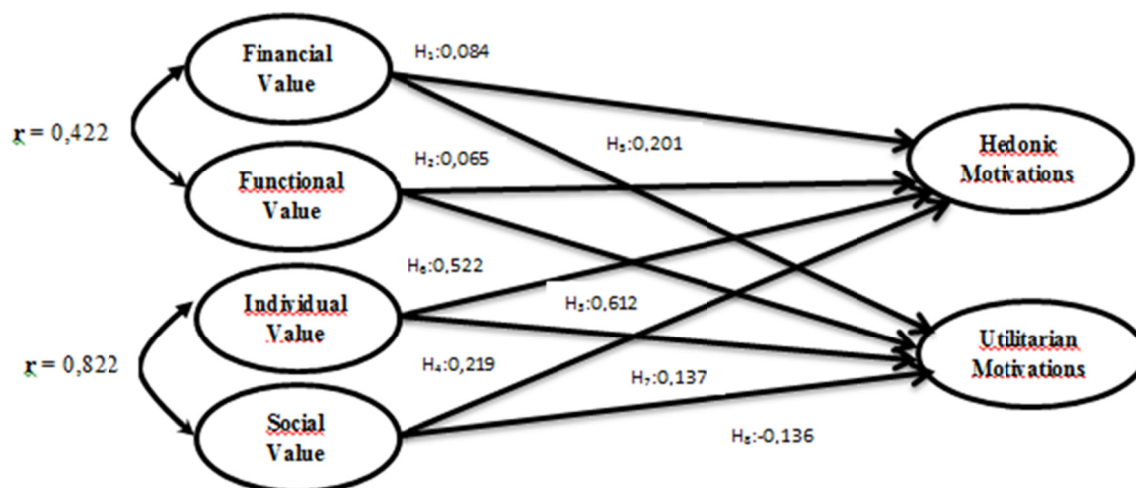 Financial
Value
H₁:0,084
r = 0,422
H₅:0,201
Hedonic
Motivations
H₂:0,065
Functional
Value
H₆:0,522
Individual
Value
H₃:0,612
r = 0,822
H₄:0,219
Utilitarian
Motivations
H₇:0,137
Social
Value
H₈:-0,136